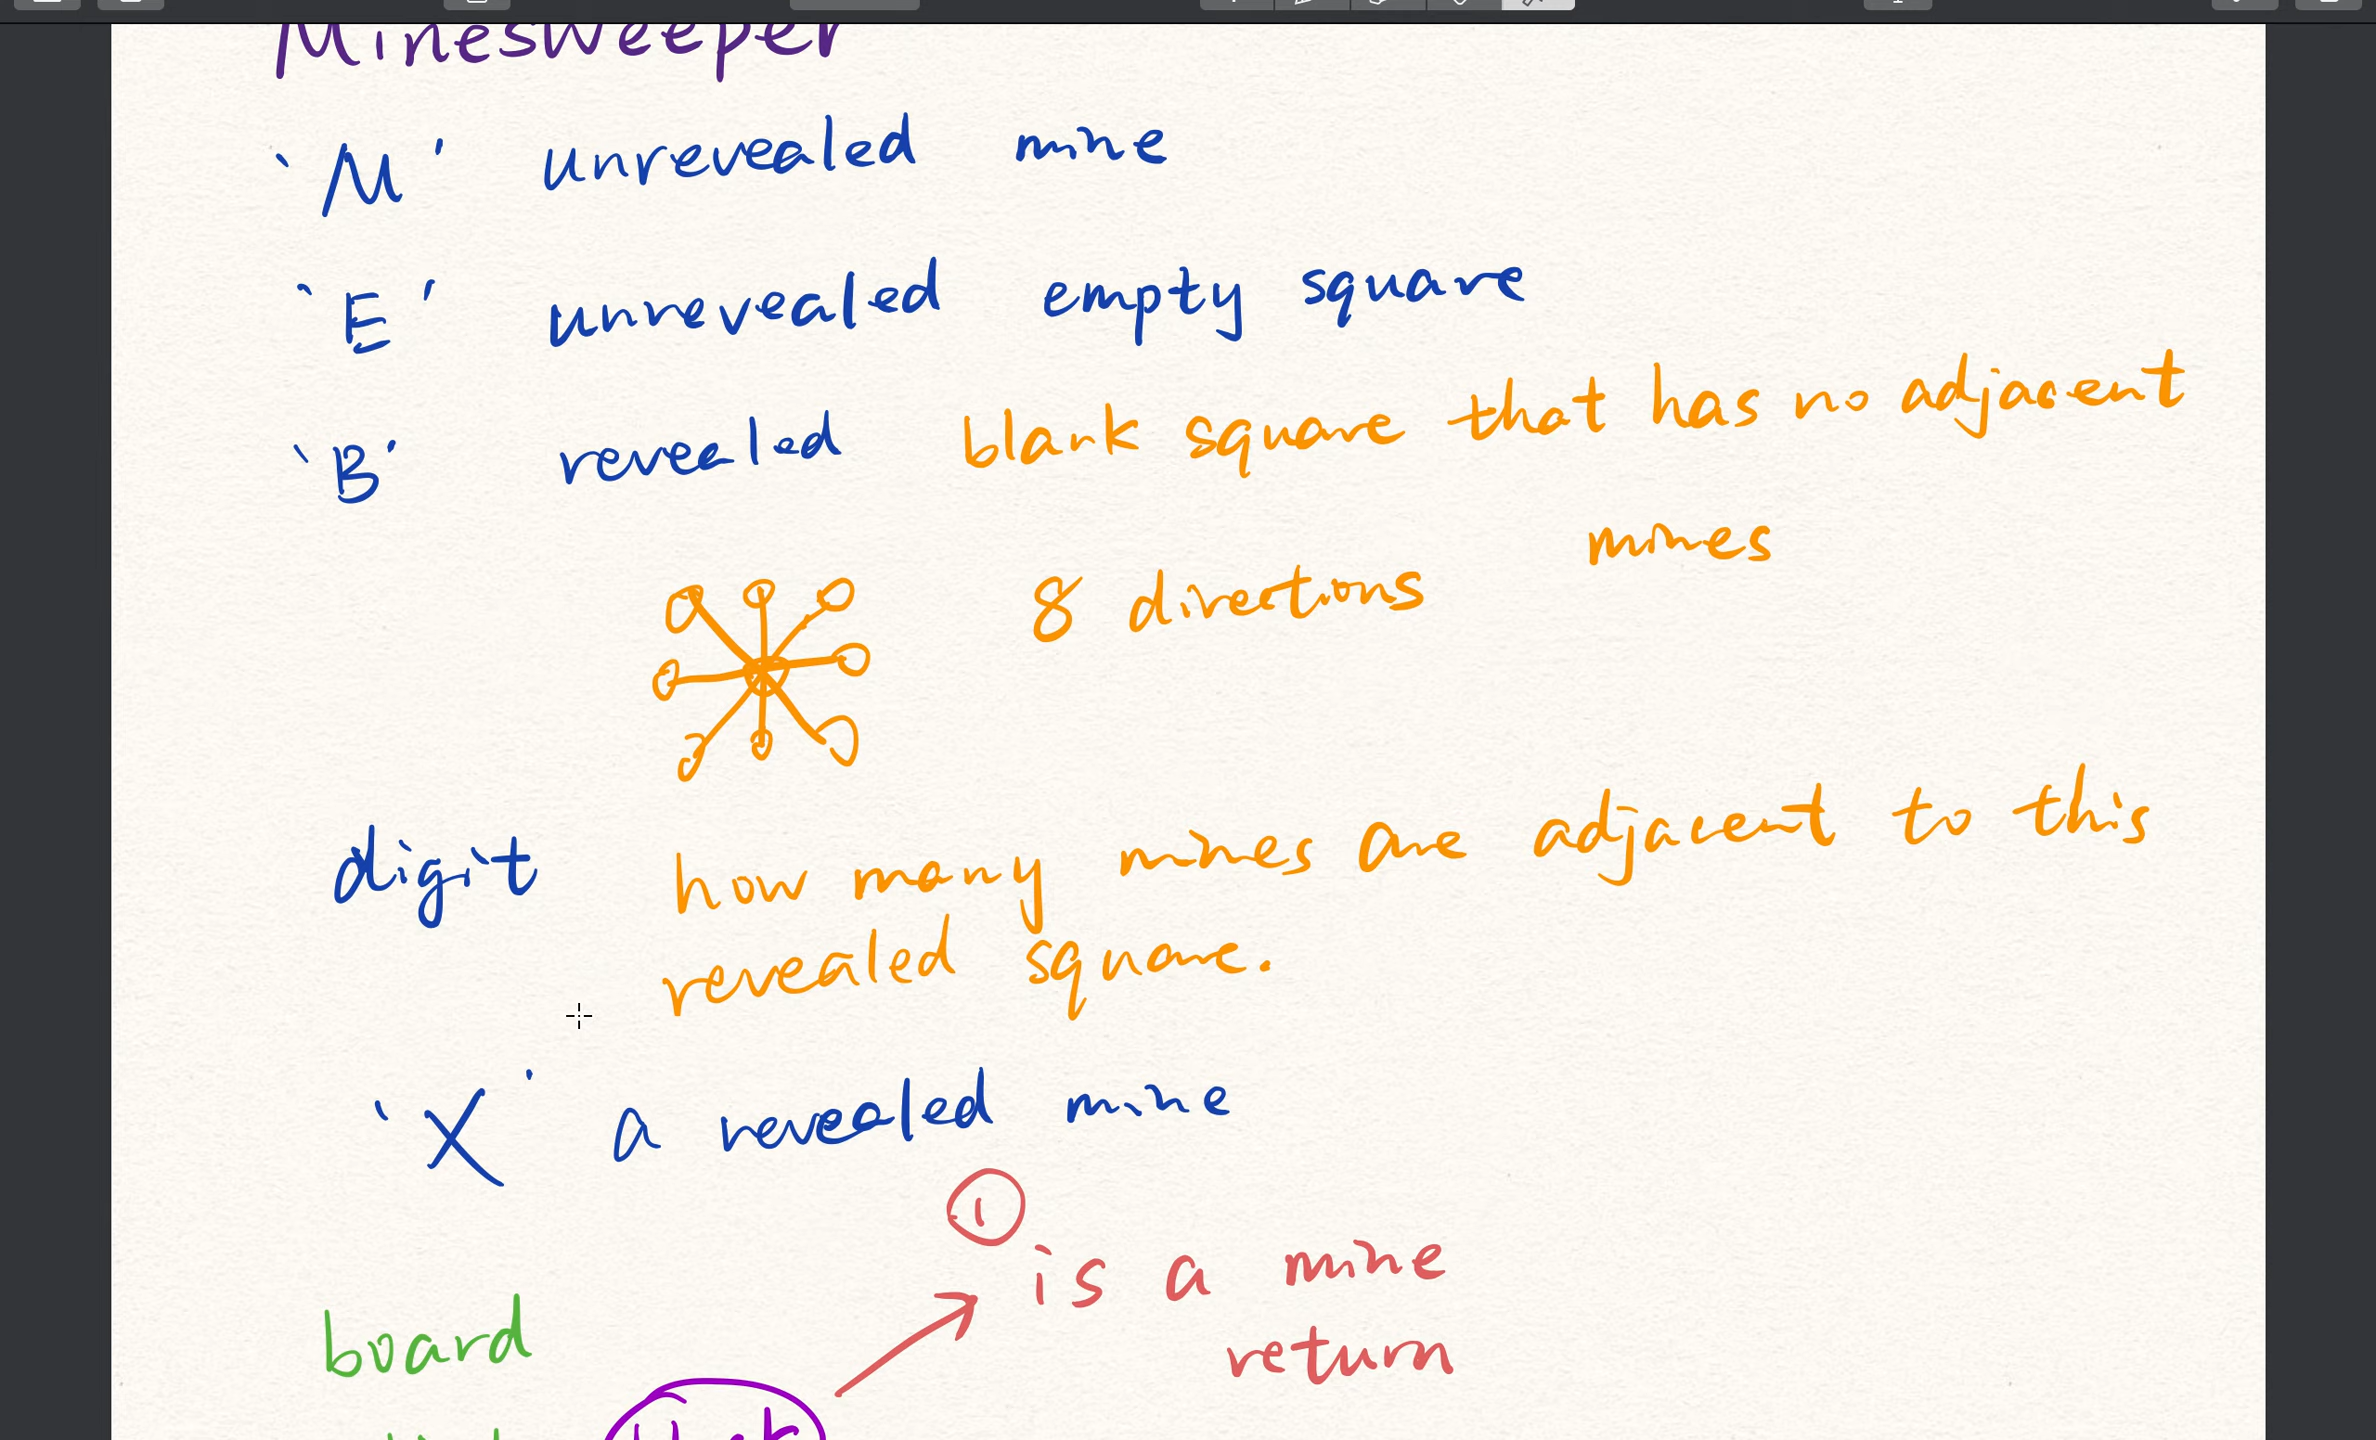 Minesweeper
'M' unrevealed mine
'E' unrevealed empty square
'B' revealed blank square that has no adjacent
mines
8 directions
digit how many mines are adjacent to this
revealed square.
'X' a revealed mine
①
is a mine
board
return